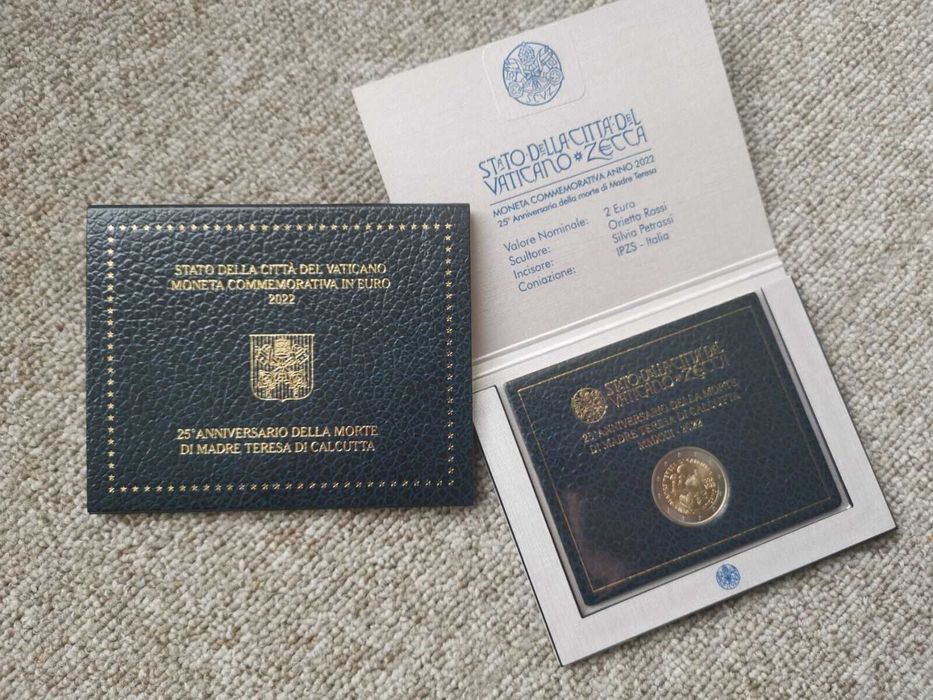 STATO DELLA CITTÀ DEL VATICANO
MONETA COMMEMORATIVA IN EURO
2022
25° ANNIVERSARIO DELLA MORTE
DI MADRE TERESA DI CALCUTTA
STATO DELLA CITTÀ DEL
VATICANO ZECCA
MONETA COMMEMORATIVA ANNO 2022
25° Anniversario della morte di Madre Teresa
Valore Nominale: 2 Euro
Scultore: Orietta Rossi
Incisore: Silvia Petrassi
Coniazione: IPZS - Italia
STATO DELLA CITTÀ DEL
VATICANO
25° ANNIVERSARIO DELLA MORTE
DI MADRE TERESA DI CALCUTTA
2022